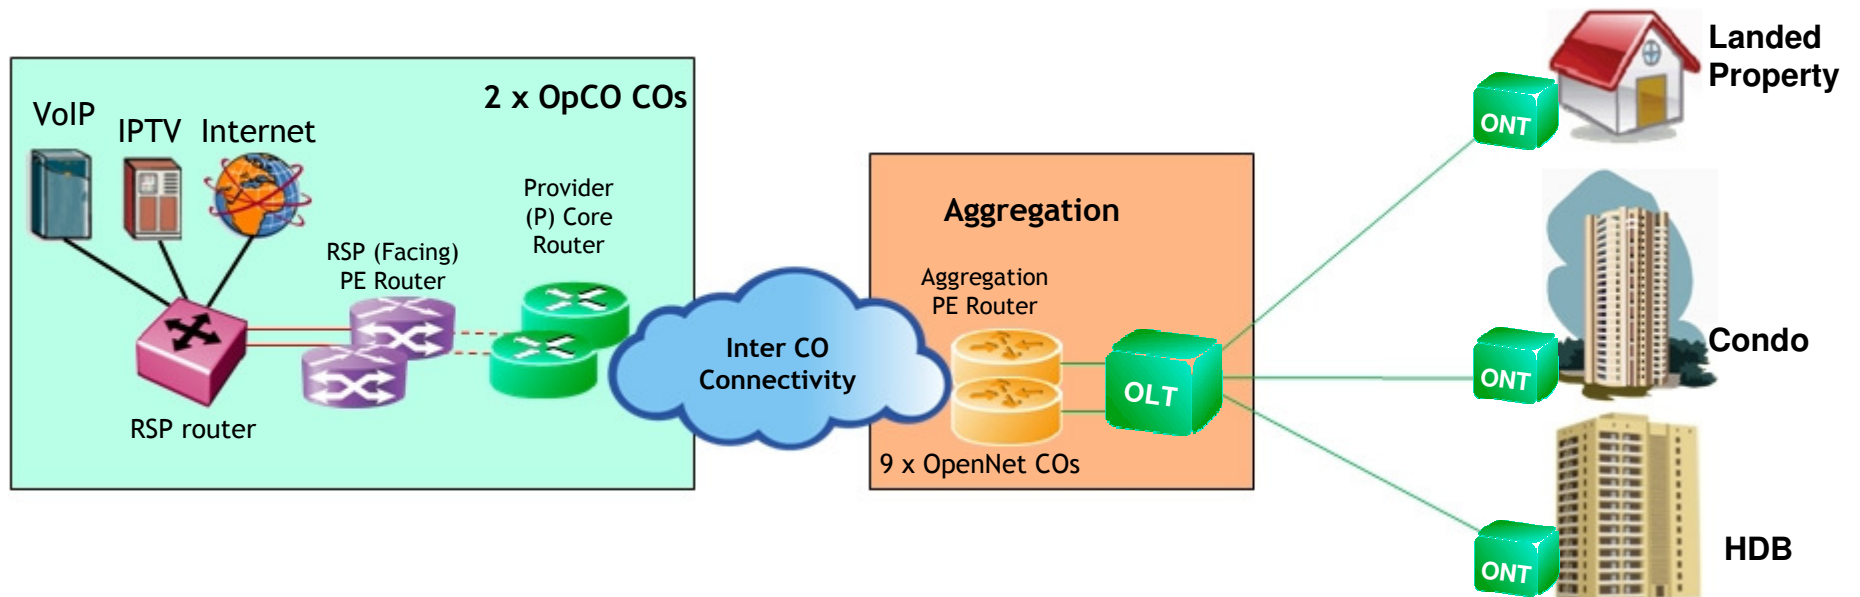 2 x OpCO COs
VoIP
IPTV
Internet
RSP (Facing)
PE Router
Provider
(P) Core
Router
RSP router
Inter CO
Connectivity
Aggregation
Aggregation
PE Router
OLT
9 x OpenNet COs
ONT
Landed
Property
ONT
Condo
ONT
HDB